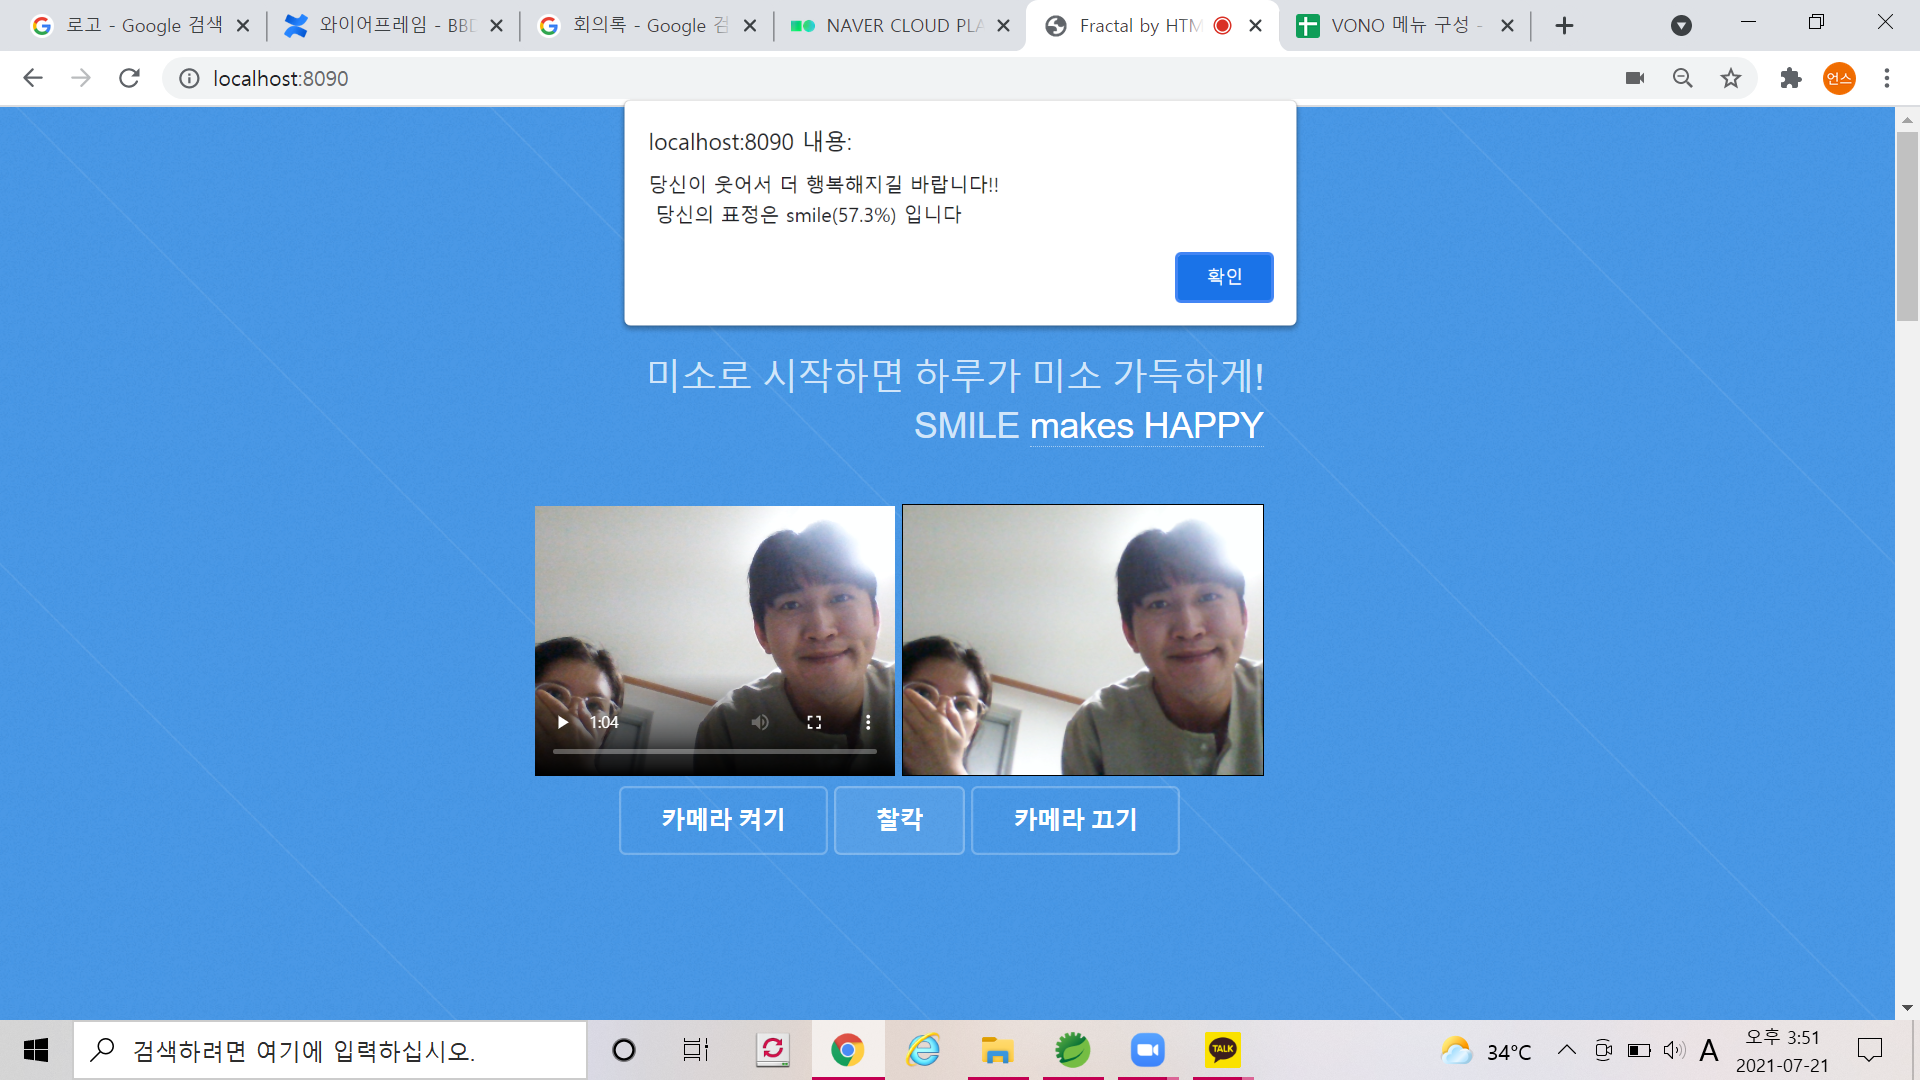 로고 - Google 검색
와이어프레임 - BBD
회의록 - Google 검
NAVER CLOUD PLA
Fractal by HTM
VONO 메뉴 구성 -
localhost:8090
언스
localhost:8090 내용:
당신이 웃어서 더 행복해지길 바랍니다!!
당신의 표정은 smile(57.3%) 입니다
확인
미소로 시작하면 하루가 미소 가득하게!
SMILE makes HAPPY
1:04
카메라 켜기
찰칵
카메라 끄기
검색하려면 여기에 입력하십시오.
TALK
34°C
A
오후 3:51
2021-07-21